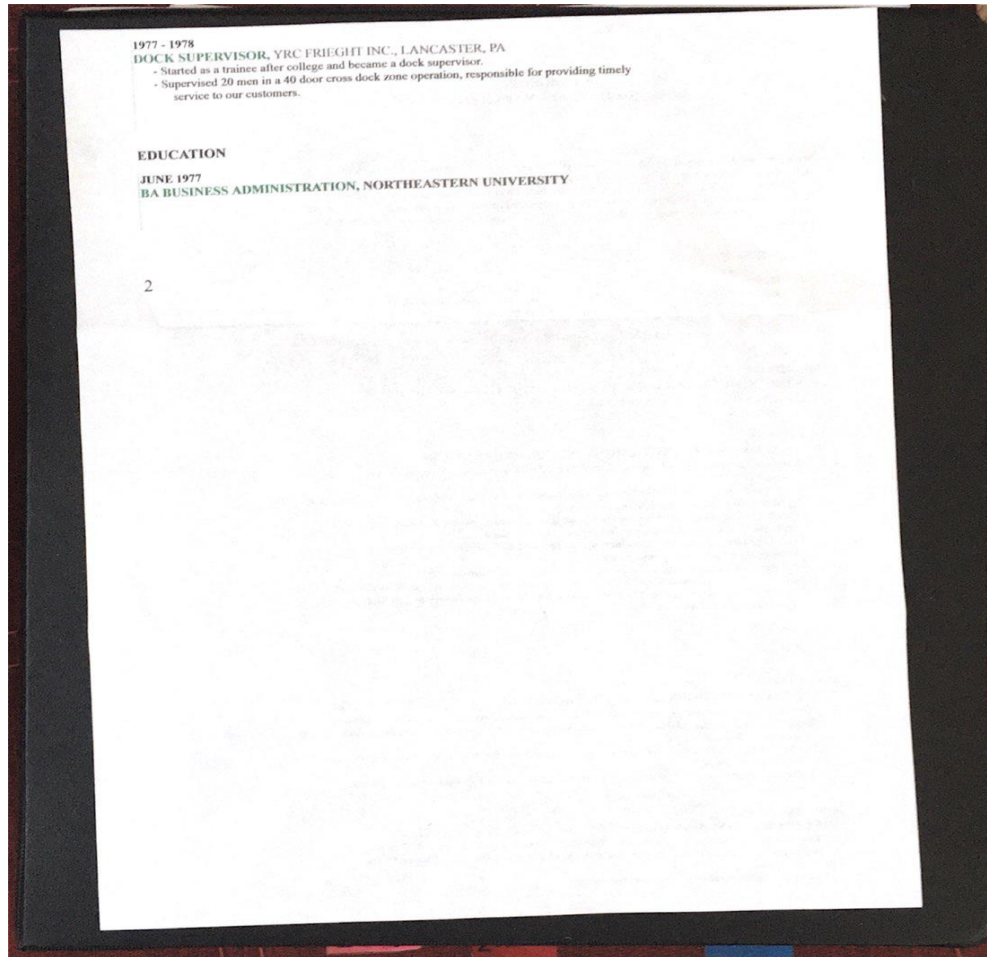 1977 - 1978
DOCK SUPERVISOR, YRC FRIEGHT INC., LANCASTER, PA
- Started as a trainee after college and became a dock supervisor.
- Supervised 20 men in a 40 door cross dock zone operation, responsible for providing timely
service to our customers.
EDUCATION
JUNE 1977
BA BUSINESS ADMINISTRATION, NORTHEASTERN UNIVERSITY
2